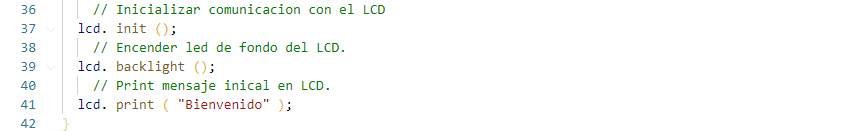 36 // Inicializar comunicacion con el LCD
37 lcd. init ();
38 // Encender led de fondo del LCD.
39 lcd. backlight ();
40 // Print mensaje inical en LCD.
41 lcd. print ( "Bienvenido" );
42 }